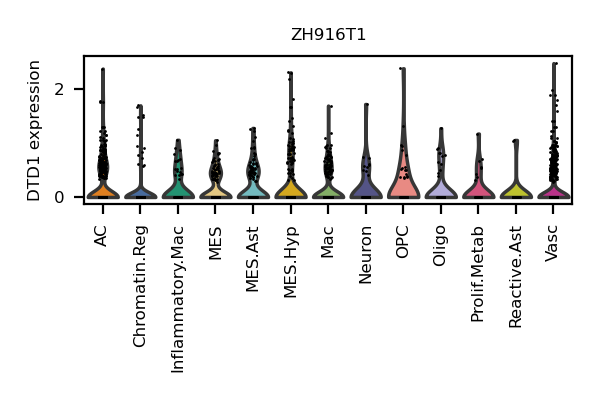 ZH916T1
DTD1 expression
2
0
AC
Chromatin.Reg
Inflammatory.Mac
MES
MES.Ast
MES.Hyp
Mac
Neuron
OPC
Oligo
Prolif.Metab
Reactive.Ast
Vasc